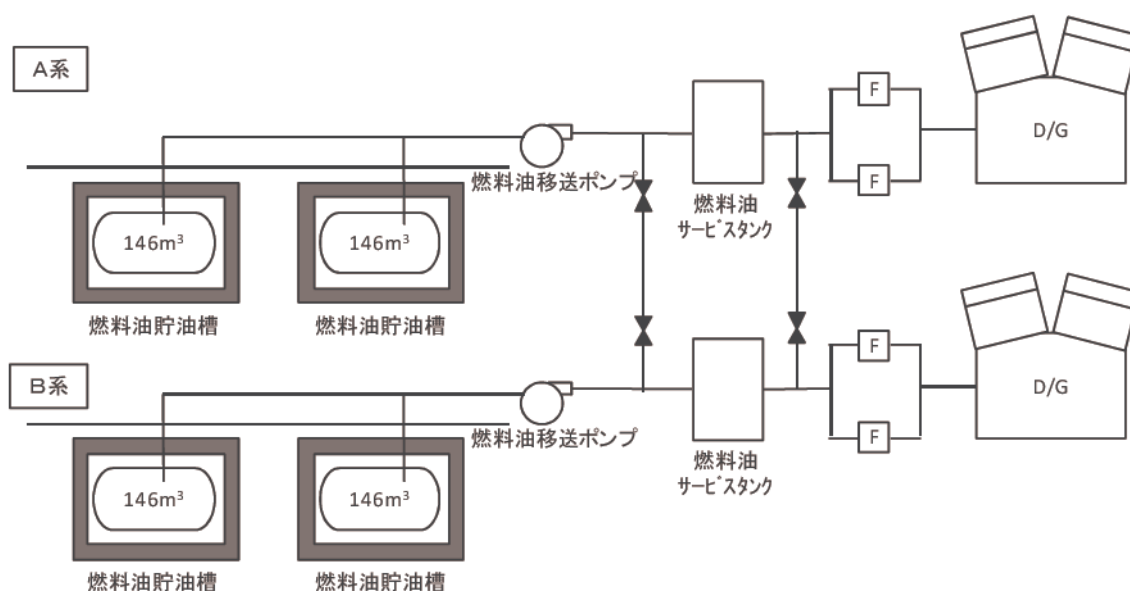 A系
F
D/G
F
燃料油移送ポンプ
燃料油
サービスタンク
146m³
146m³
燃料油貯油槽
燃料油貯油槽
B系
F
D/G
F
燃料油移送ポンプ
燃料油
サービスタンク
146m³
146m³
燃料油貯油槽
燃料油貯油槽